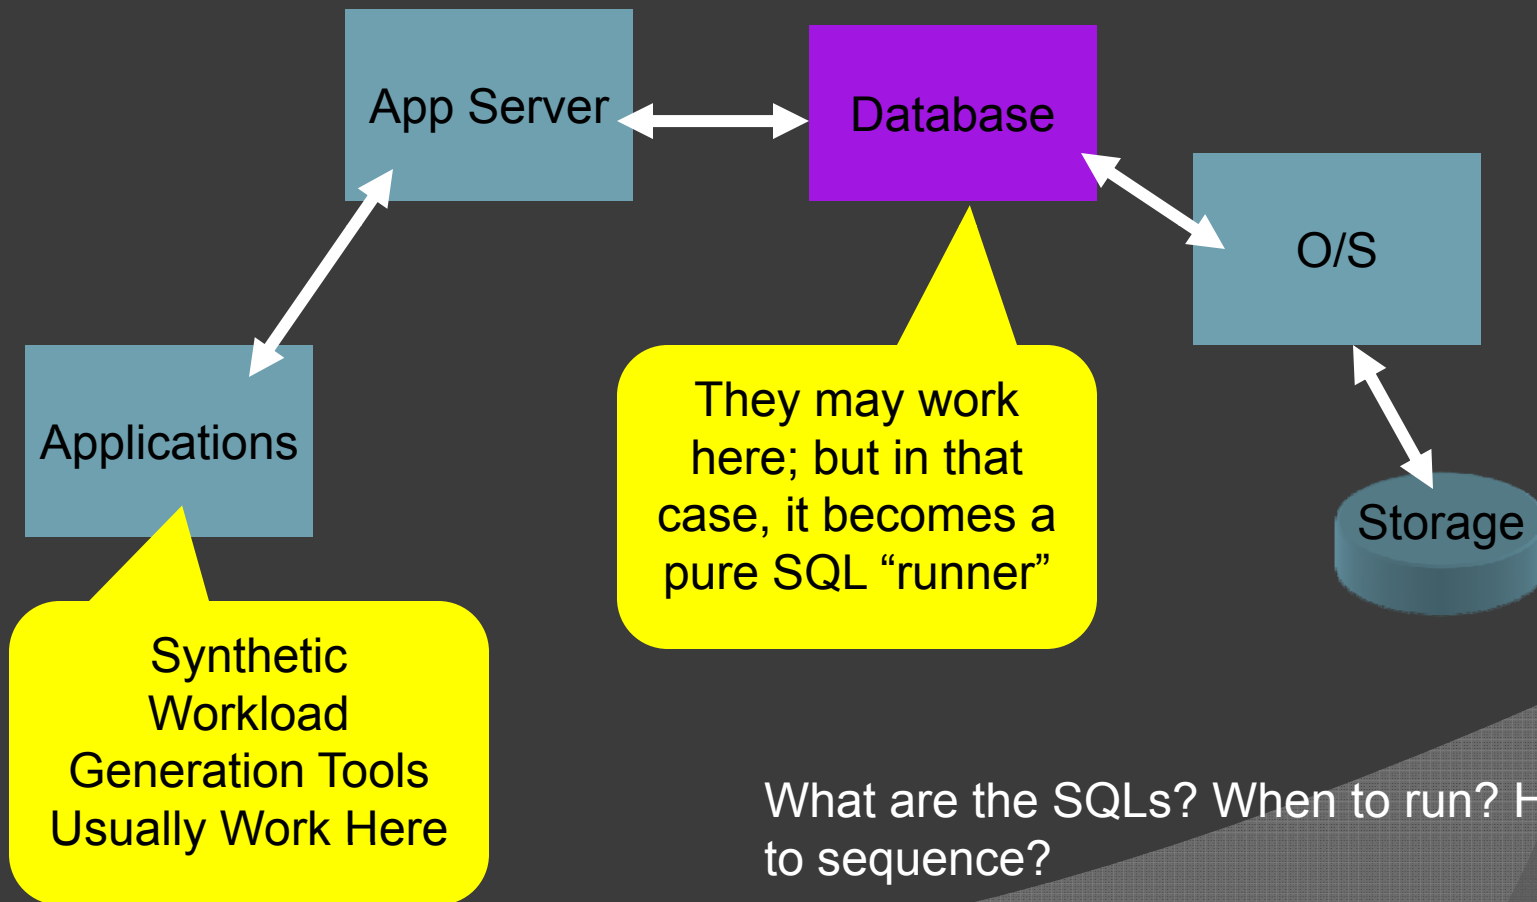 App Server
Database
O/S
Applications
Storage
They may work
here; but in that
case, it becomes a
pure SQL “runner”
Synthetic
Workload
Generation Tools
Usually Work Here
What are the SQLs? When to run?
to sequence?